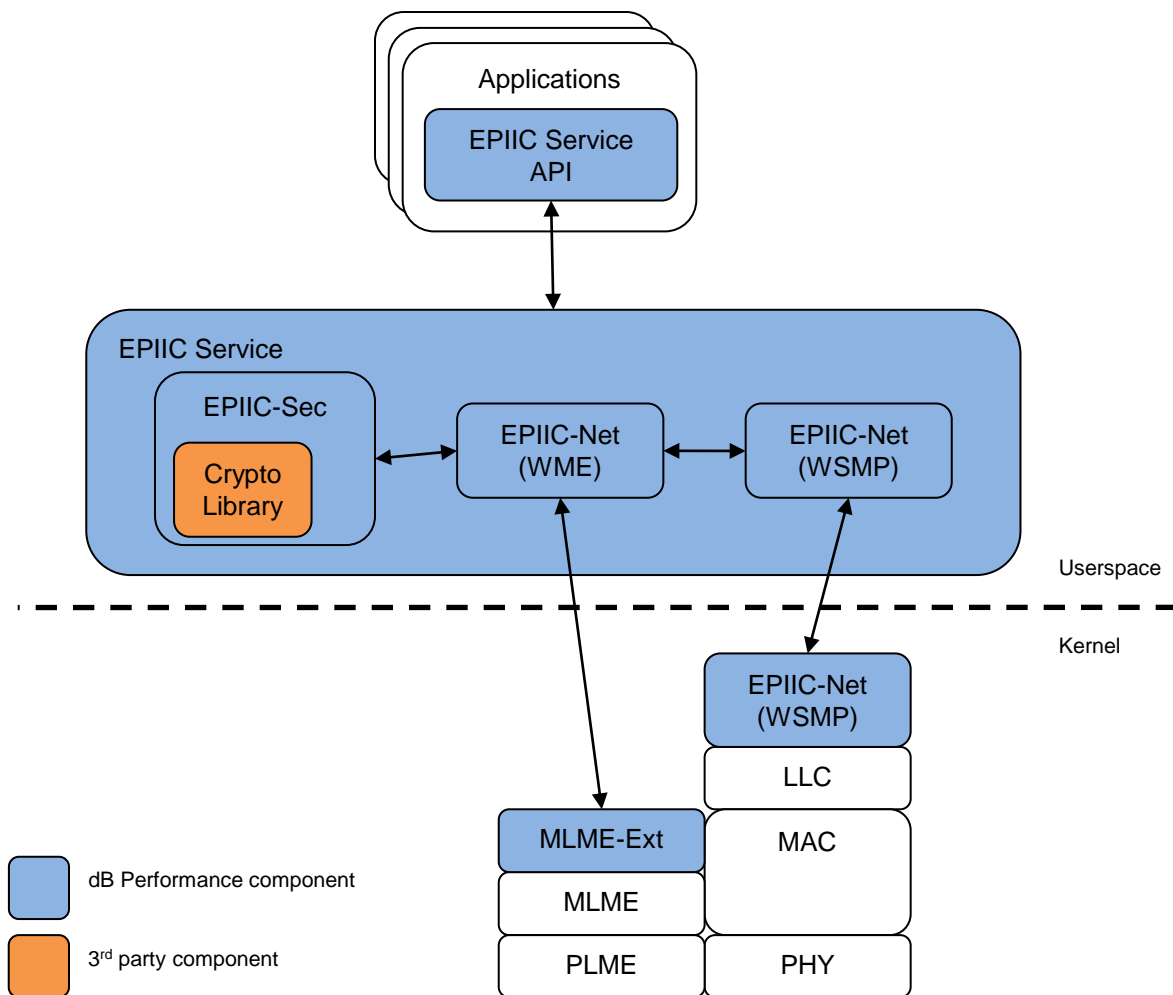 Applications
EPIIC Service
API
EPIIC Service
EPIIC-Sec
Crypto
Library
EPIIC-Net
(WME)
EPIIC-Net
(WSMP)
Userspace
Kernel
EPIIC-Net
(WSMP)
LLC
MLME-Ext
MAC
MLME
PLME
PHY
dB Performance component
3rd party component